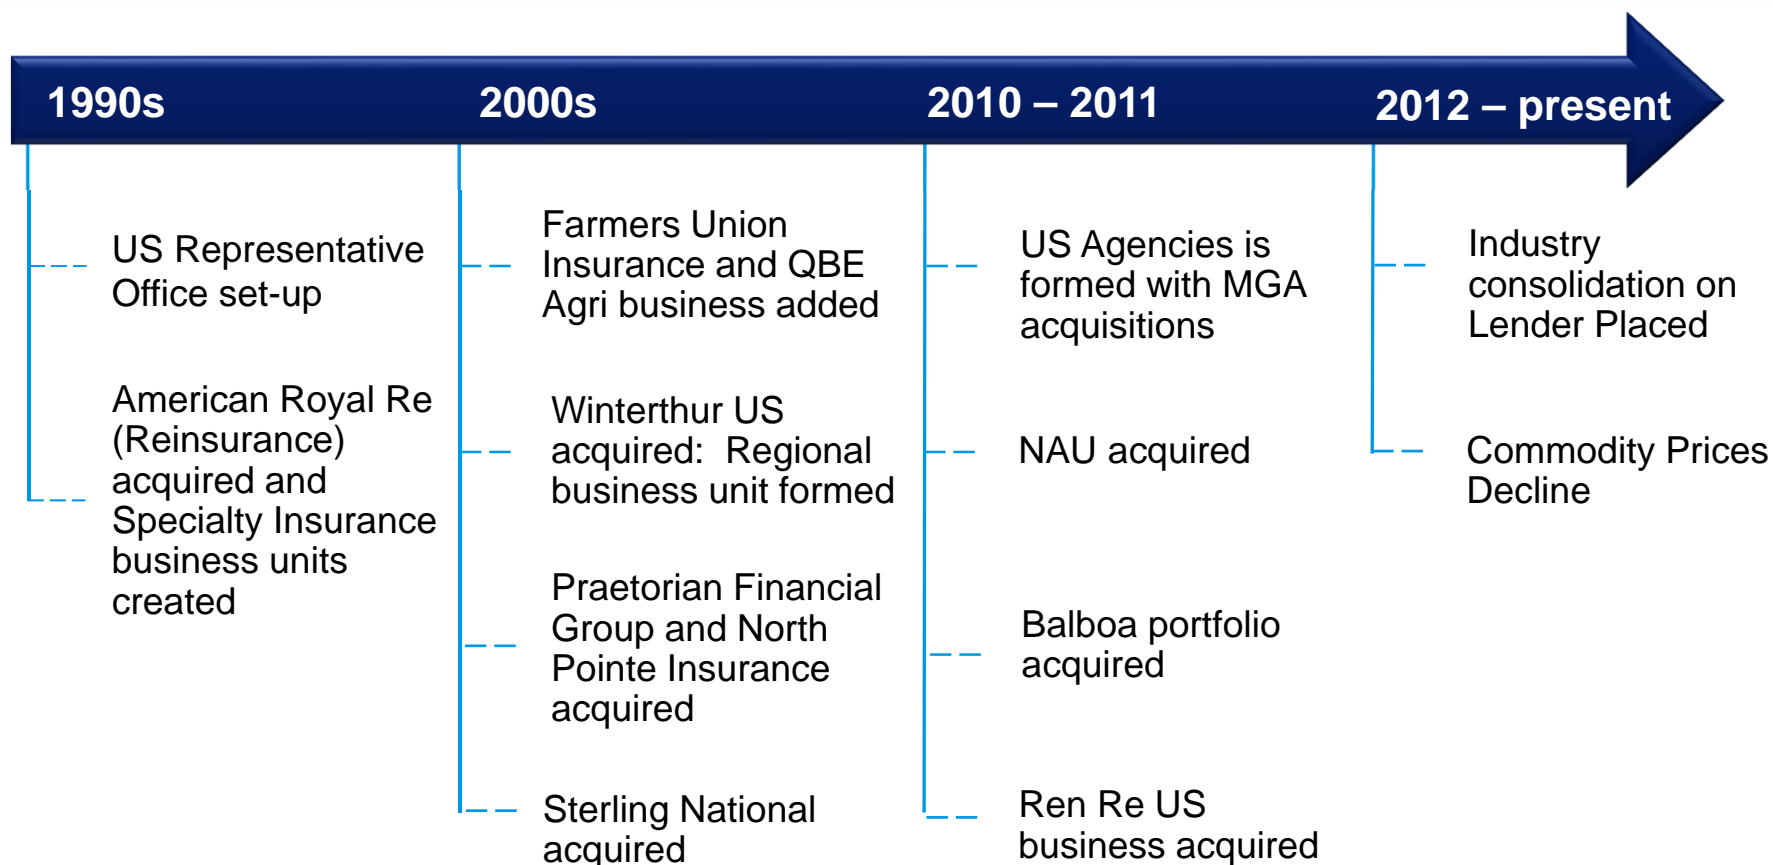 1990s
US Representative
Office set-up
American Royal Re
(Reinsurance)
acquired and
Specialty Insurance
business units
created
2000s
Farmers Union
Insurance and QBE
Agri business added
Winterthur US
acquired:  Regional
business unit formed
Praetorian Financial
Group and North
Pointe Insurance
acquired
Sterling National
acquired
2010 – 2011
US Agencies is
formed with MGA
acquisitions
NAU acquired
Balboa portfolio
acquired
Ren Re US
business acquired
2012 – present
Industry
consolidation on
Lender Placed
Commodity Prices
Decline